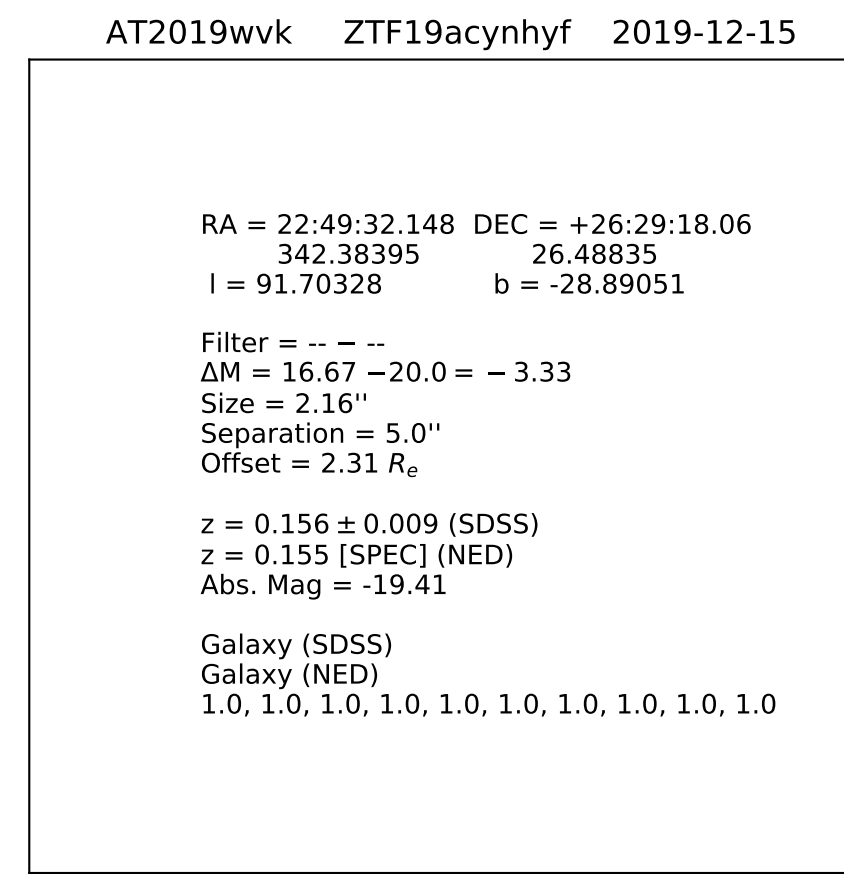 AT2019wvk ZTF19acynhyf 2019-12-15
RA = 22:49:32.148 DEC = +26:29:18.06
342.38395 26.48835
l = 91.70328 b = -28.89051
Filter = -- − --
ΔM = 16.67 −20.0 = − 3.33
Size = 2.16''
Separation = 5.0''
Offset = 2.31 Rₑ
z = 0.156 ± 0.009 (SDSS)
z = 0.155 [SPEC] (NED)
Abs. Mag = -19.41
Galaxy (SDSS)
Galaxy (NED)
1.0, 1.0, 1.0, 1.0, 1.0, 1.0, 1.0, 1.0, 1.0, 1.0